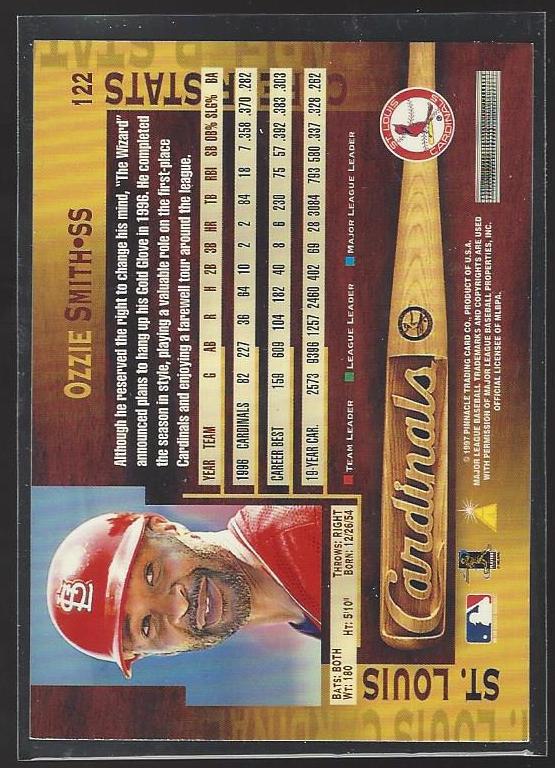 122
CAREER STATS
OZZIE SMITH•SS
Although he reserved the right to change his mind, "The Wizard"
announced plans to hang up his Gold Glove in 1996. He completed
the season in style, playing a valuable role on the first-place
Cardinals and enjoying a farewell tour around the league.
YEAR TEAM G AB R H 2B 3B HR TB RBI SB OB% SLG% BA
1996 CARDINALS 82 227 36 64 10 2 2 84 18 7 .358 .370 .282
CAREER BEST 159 609 104 182 40 8 6 230 75 57 .392 .383 .303
19-YEAR CAR. 2573 9396 1257 2460 402 69 28 3084 793 580 .337 .328 .262
TEAM LEADER LEAGUE LEADER MAJOR LEAGUE LEADER
BATS: BOTH THROWS: RIGHT
WT: 180 HT: 5'10" BORN: 12/26/54
StL
ST. LOUIS
CARDINALS
Cardinals
ST. LOUIS
© 1997 PINNACLE TRADING CARD CO., PRODUCT OF U.S.A.
MAJOR LEAGUE BASEBALL TRADEMARKS AND COPYRIGHTS ARE USED
WITH PERMISSION OF MAJOR LEAGUE BASEBALL PROPERTIES, INC.
OFFICIAL LICENSEE OF MLBPA.
ST. LOUIS CARDINAL